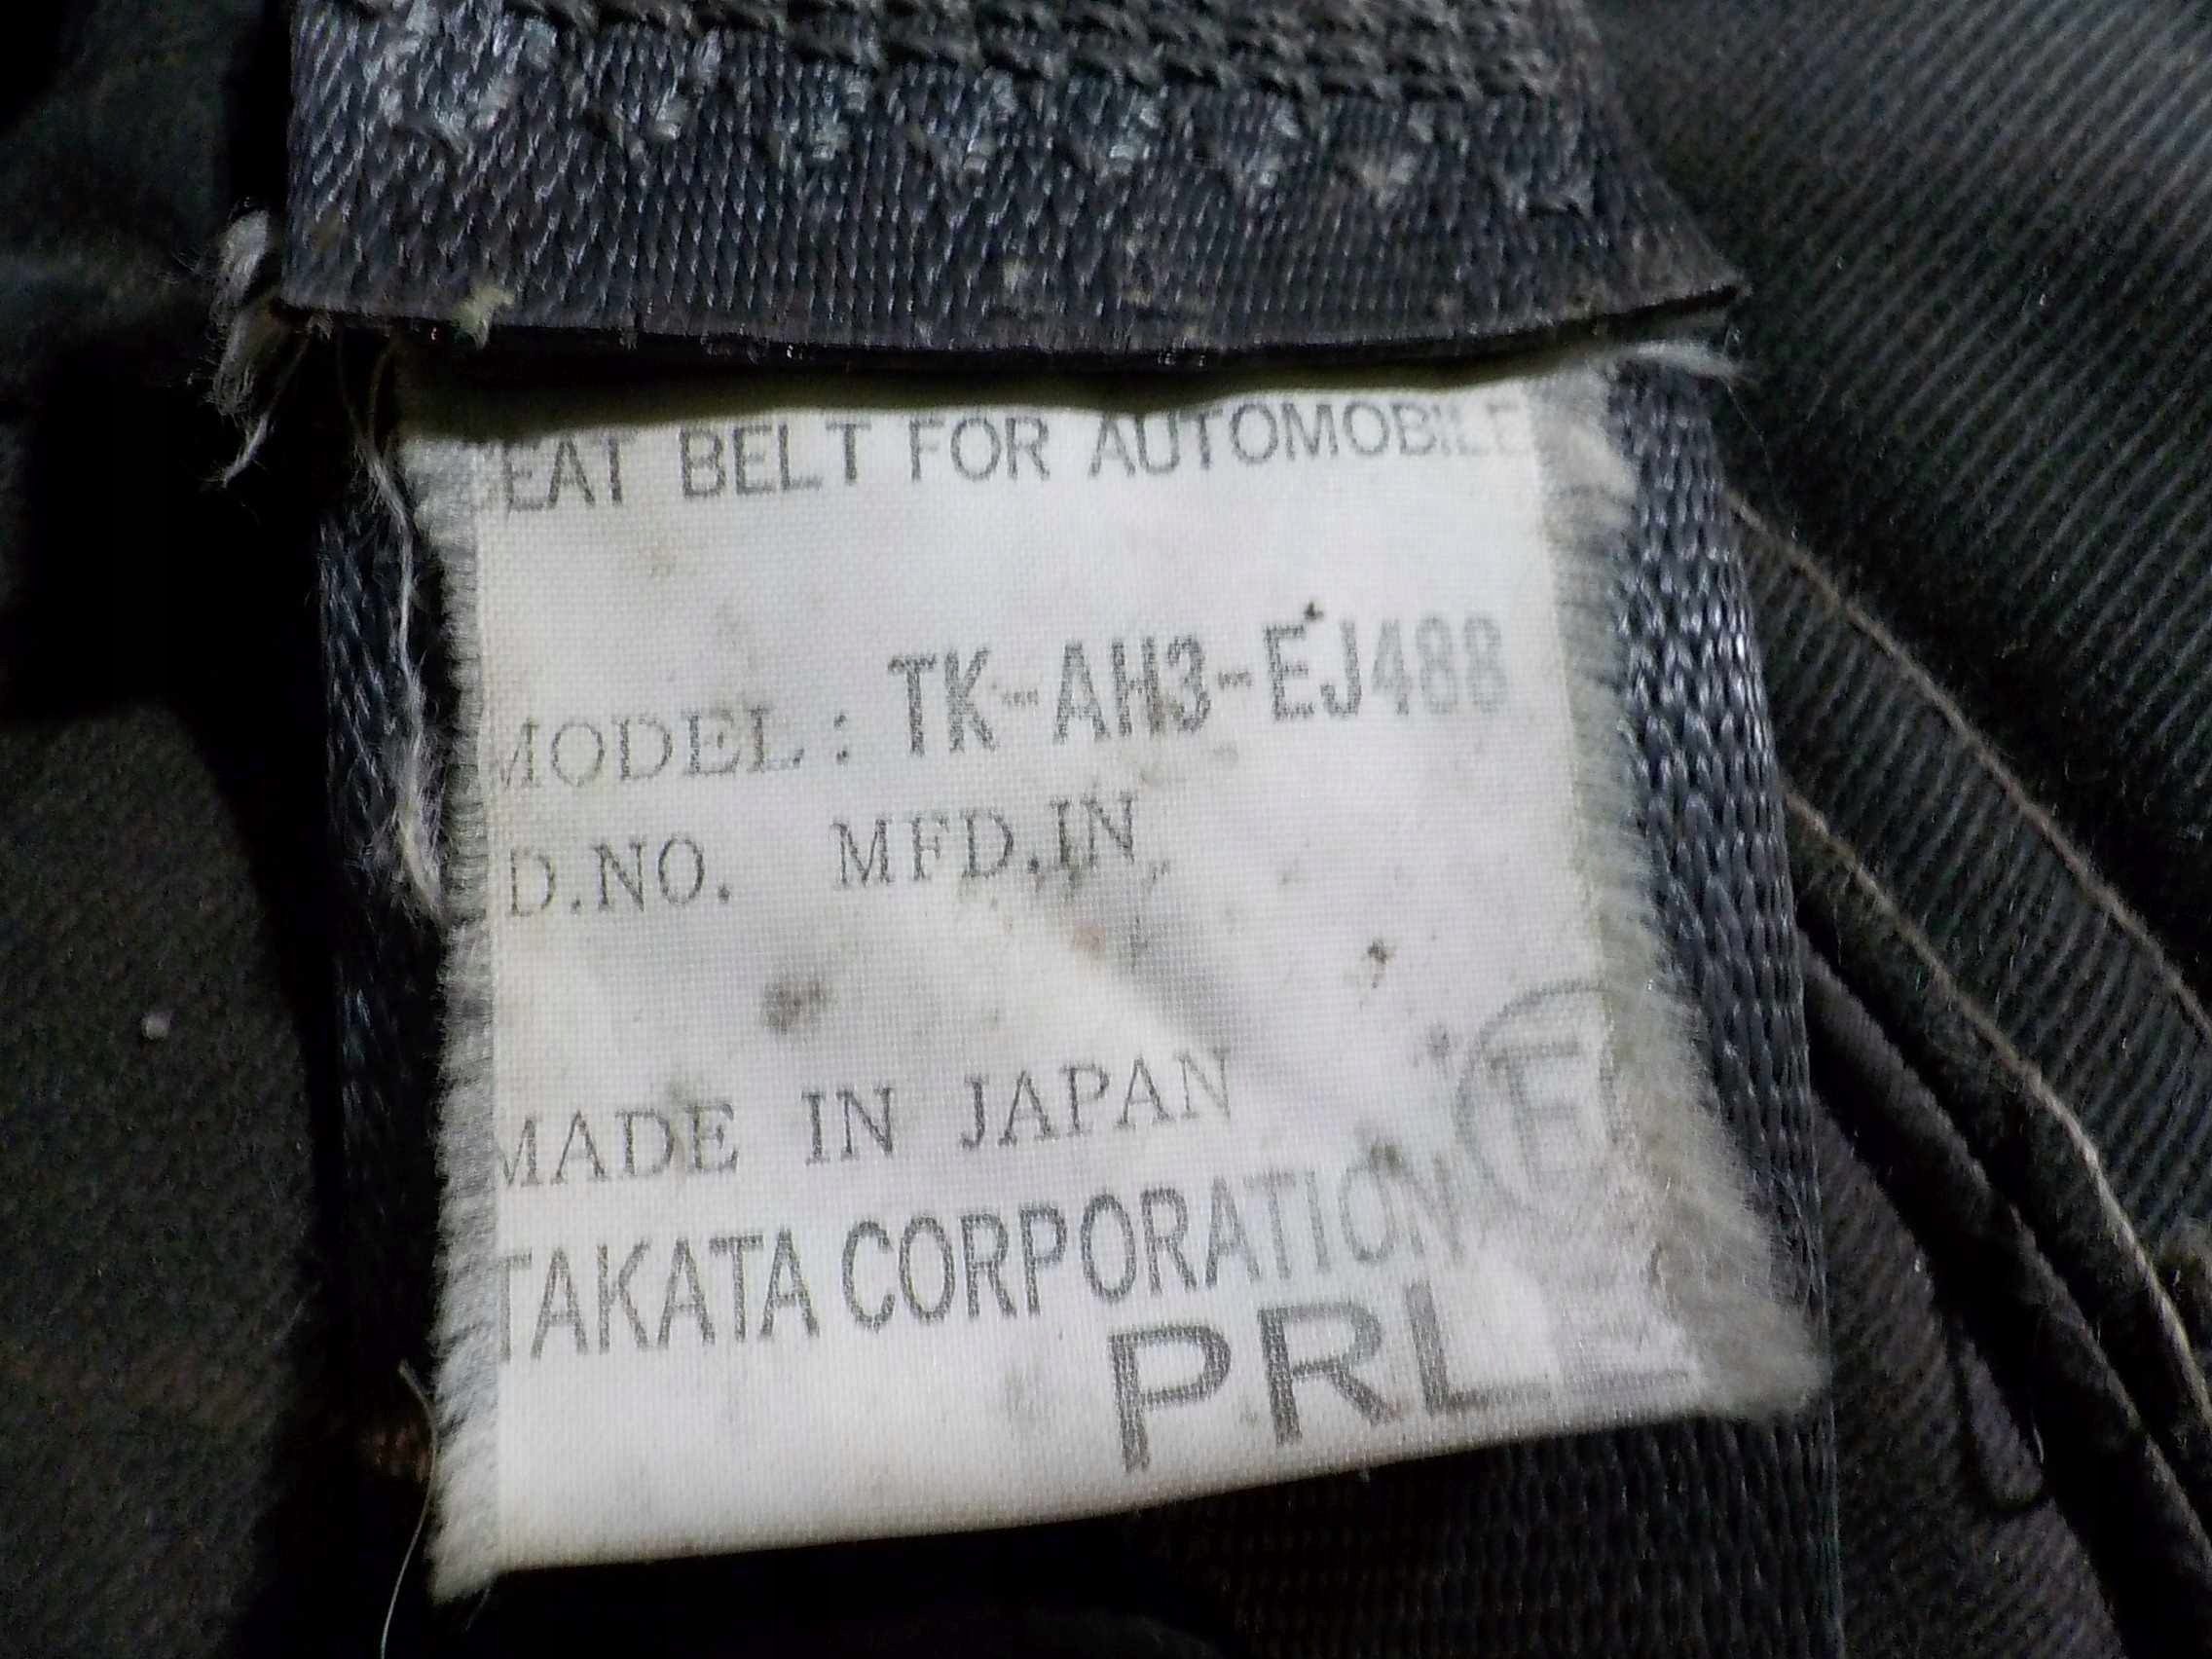 EAT BELT FOR AUTOMOBILE
MODEL: TK-AH3-EJ488
D.NO. MFD.IN
MADE IN JAPAN
E
TAKATA CORPORATION
PRL